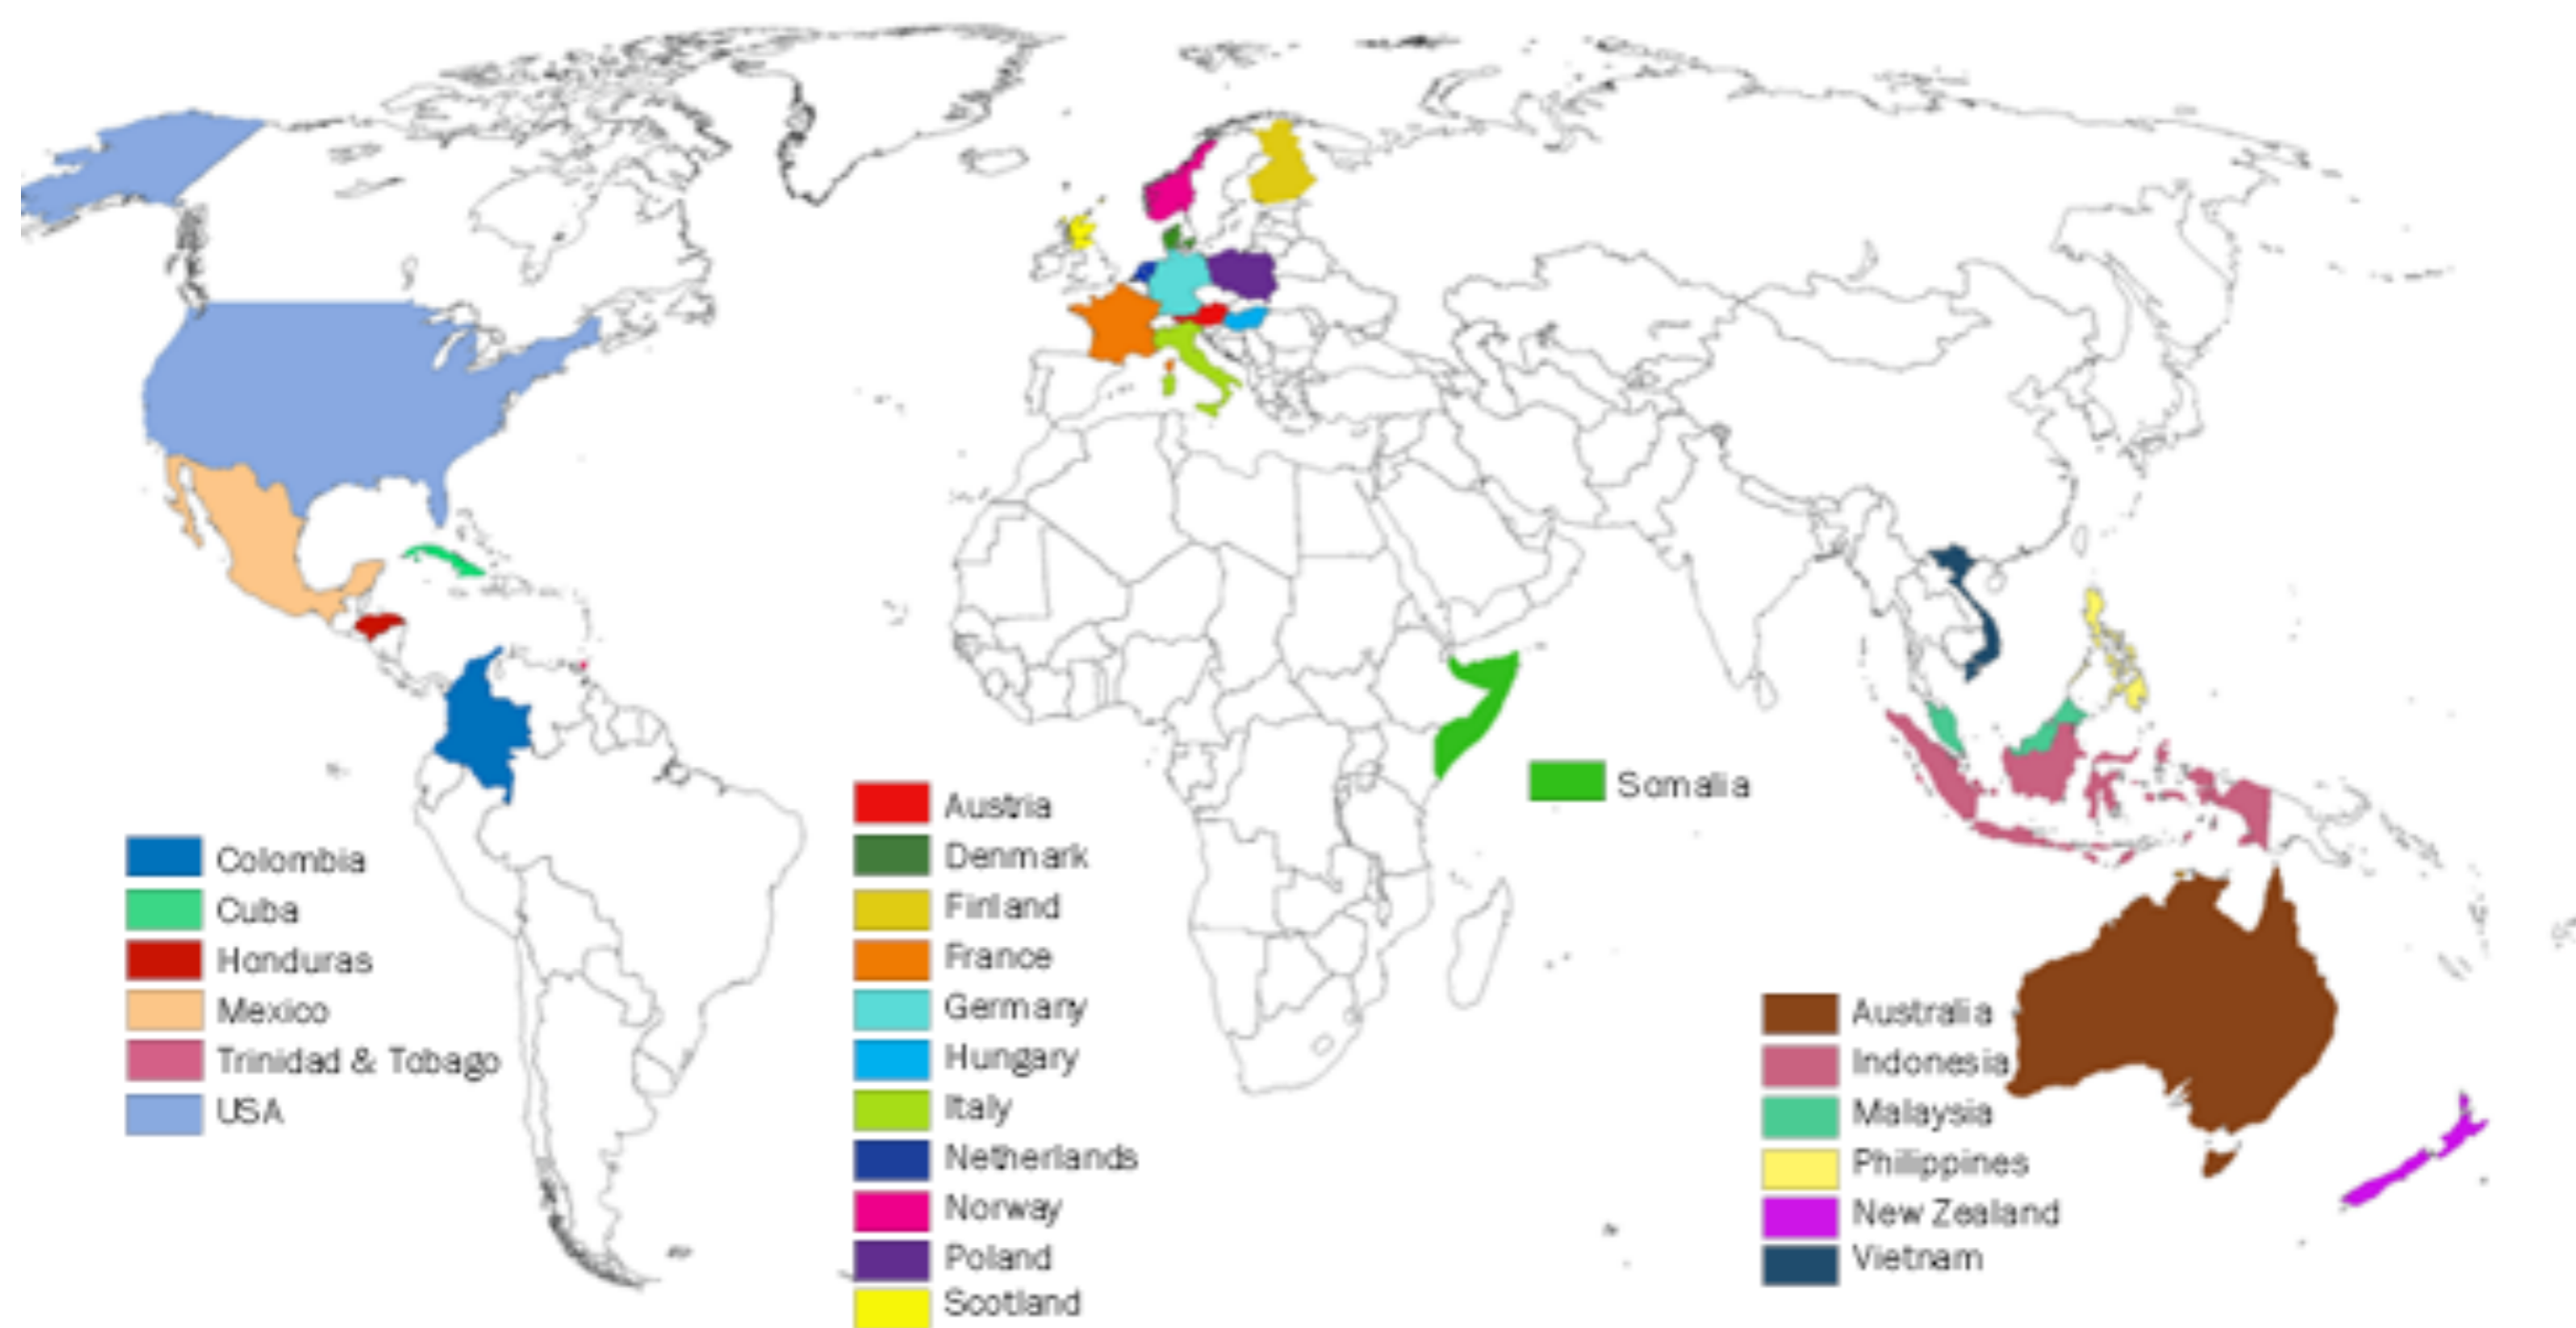 Colombia
Cuba
Honduras
Mexico
Trinidad & Tobago
USA
Austria
Denmark
Finland
France
Germany
Hungary
Italy
Netherlands
Norway
Poland
Scotland
Somalia
Australia
Indonesia
Malaysia
Philippines
New Zealand
Vietnam